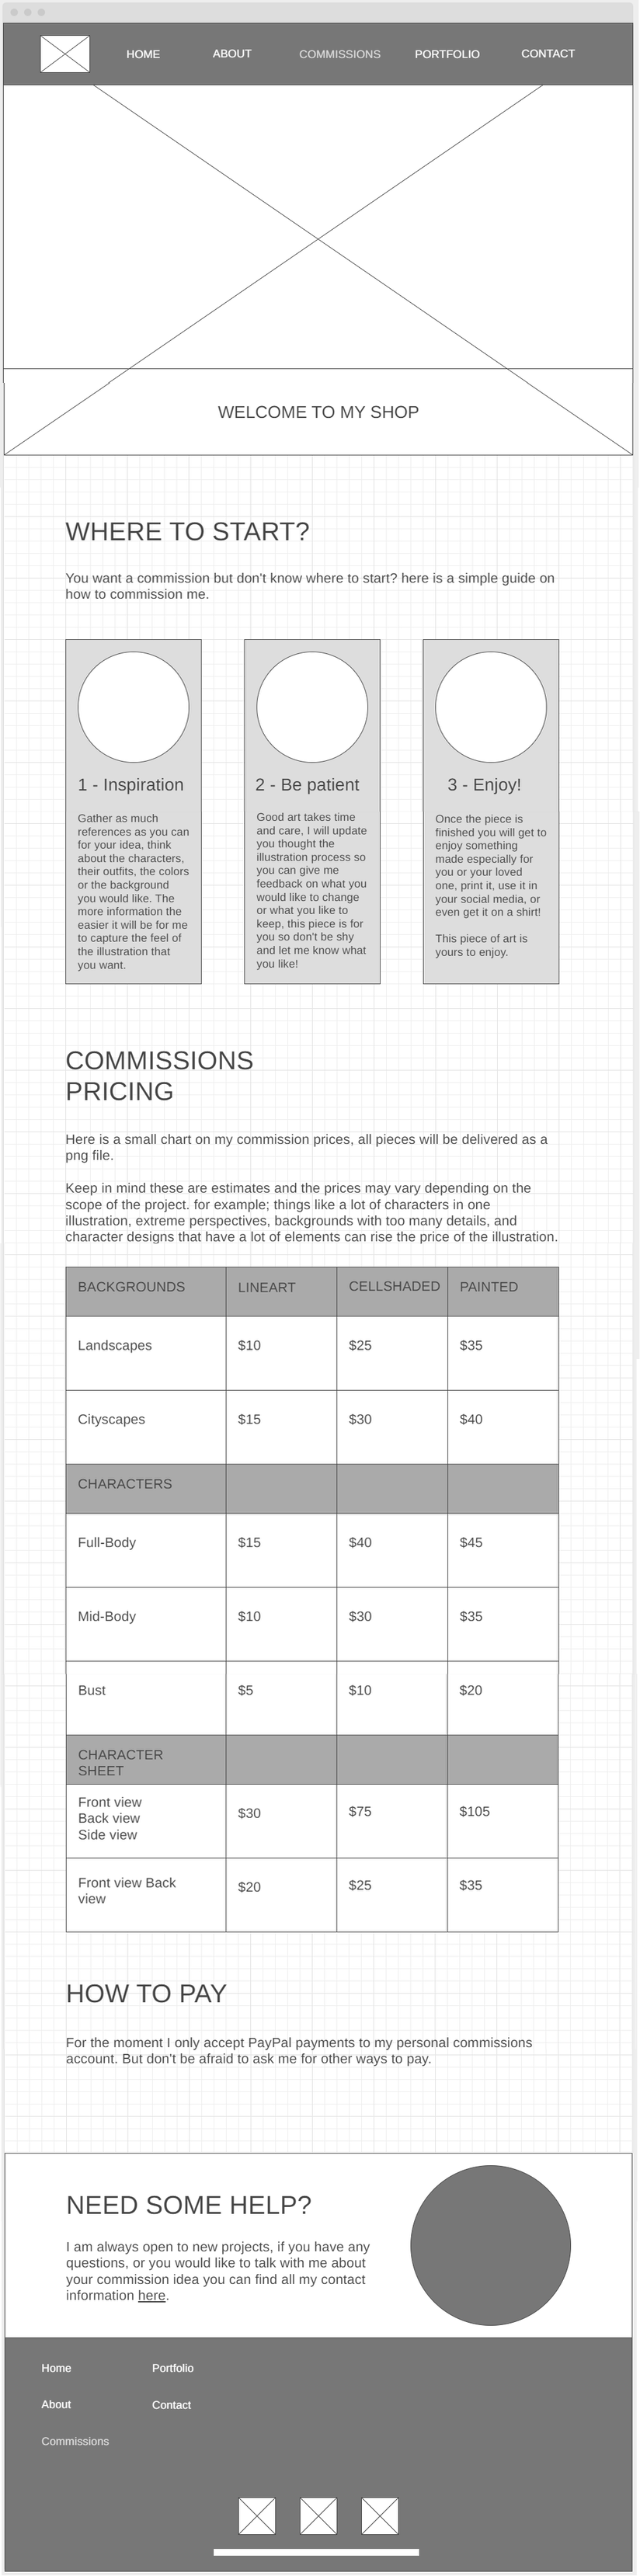 HOME ABOUT COMMISSIONS PORTFOLIO CONTACT
WELCOME TO MY SHOP
WHERE TO START?
You want a commission but don't know where to start? here is a simple guide on
how to commission me.
1 - Inspiration
Gather as much
references as you can
for your idea, think
about the characters,
their outfits, the colors
or the background
you would like. The
more information the
easier it will be for me
to capture the feel of
the illustration that
you want.
2 - Be patient
Good art takes time
and care, I will update
you thought the
illustration process so
you can give me
feedback on what you
would like to change
or what you like to
keep, this piece is for
you so don't be shy
and let me know what
you like!
3 - Enjoy!
Once the piece is
finished you will get to
enjoy something
made especially for
you or your loved
one, print it, use it in
your social media, or
even get it on a shirt!
This piece of art is
yours to enjoy.
COMMISSIONS
PRICING
Here is a small chart on my commission prices, all pieces will be delivered as a
png file.
Keep in mind these are estimates and the prices may vary depending on the
scope of the project. for example; things like a lot of characters in one
illustration, extreme perspectives, backgrounds with too many details, and
character designs that have a lot of elements can rise the price of the illustration.
BACKGROUNDS LINEART CELLSHADED PAINTED
Landscapes $10 $25 $35
Cityscapes $15 $30 $40
CHARACTERS
Full-Body $15 $40 $45
Mid-Body $10 $30 $35
Bust $5 $10 $20
CHARACTER
SHEET
Front view
Back view
Side view
$30 $75 $105
Front view Back
view
$20 $25 $35
HOW TO PAY
For the moment I only accept PayPal payments to my personal commissions
account. But don't be afraid to ask me for other ways to pay.
NEED SOME HELP?
I am always open to new projects, if you have any
questions, or you would like to talk with me about
your commission idea you can find all my contact
information here.
Home Portfolio
About Contact
Commissions